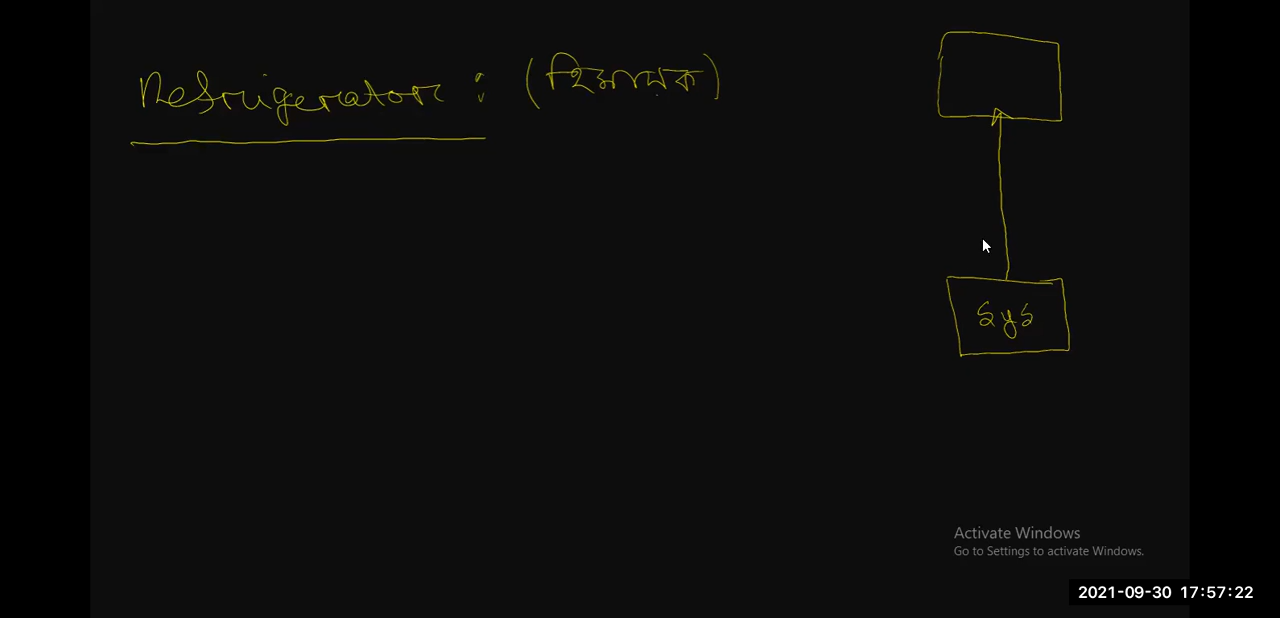 Refrigerator : (হিমায়ক)
Sys
Activate Windows
Go to Settings to activate Windows.
2021-09-30 17:57:22